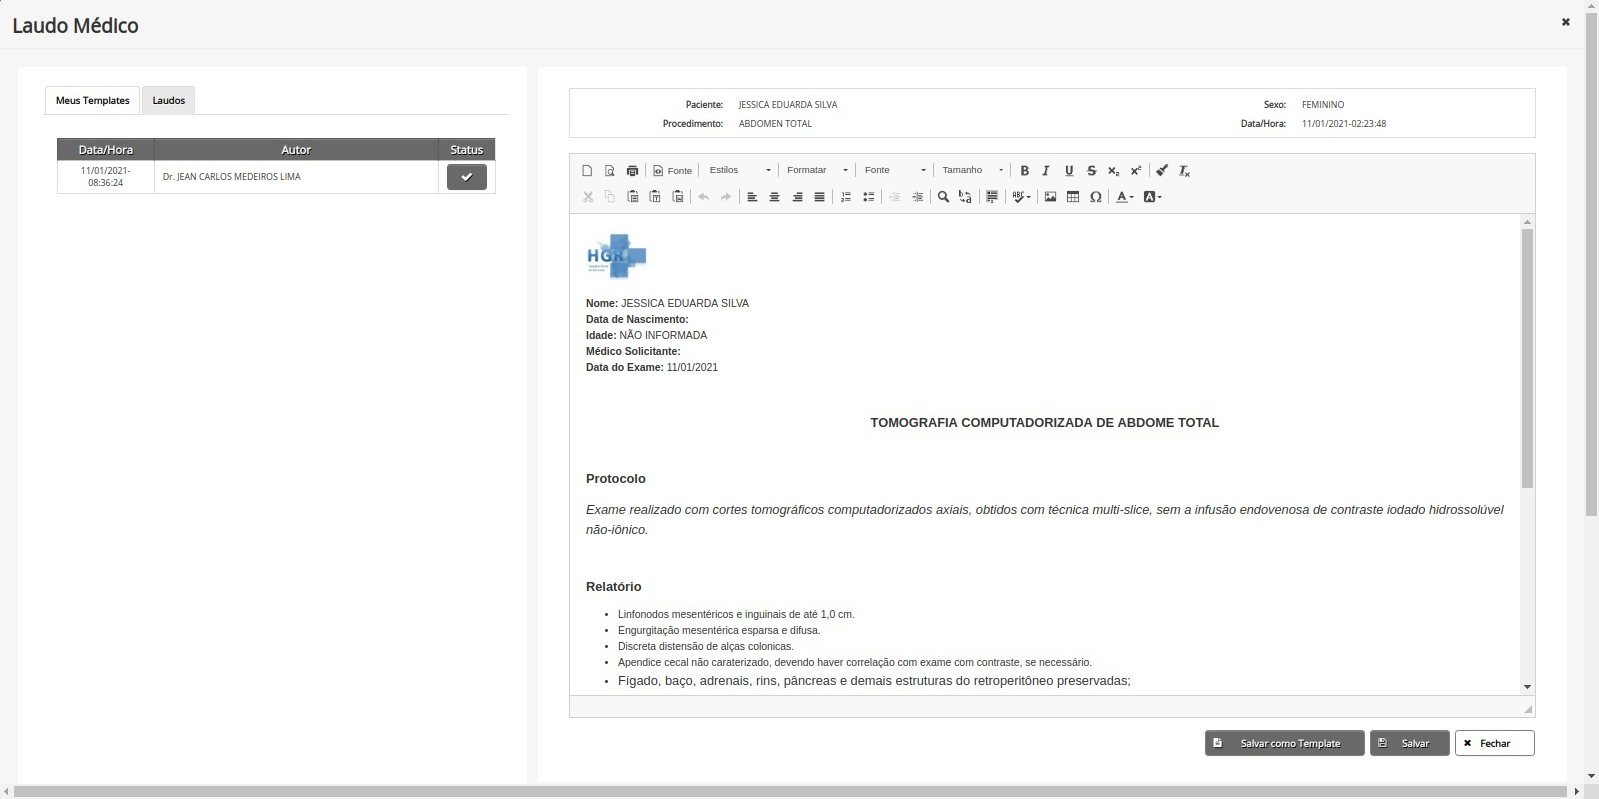 Laudo Médico
Meus Templates
Laudos
Data/Hora Autor Status
11/01/2021-
08:36:24
Dr. JEAN CARLOS MEDEIROS LIMA
Paciente: JESSICA EDUARDA SILVA Sexo: FEMININO
Procedimento: ABDOMEN TOTAL Data/Hora: 11/01/2021-02:23:48
Fonte Estilos Formatar Fonte Tamanho B I U S x₂ x² Tx
ABC Ω A A
HGR
Nome: JESSICA EDUARDA SILVA
Data de Nascimento:
Idade: NÃO INFORMADA
Médico Solicitante:
Data do Exame: 11/01/2021
TOMOGRAFIA COMPUTADORIZADA DE ABDOME TOTAL
Protocolo
Exame realizado com cortes tomográficos computadorizados axiais, obtidos com técnica multi-slice, sem a infusão endovenosa de contraste iodado hidrossolúvel
não-iônico.
Relatório
• Linfonodos mesentéricos e inguinais de até 1,0 cm.
• Engurgitação mesentérica esparsa e difusa.
• Discreta distensão de alças colonicas.
• Apendice cecal não caraterizado, devendo haver correlação com exame com contraste, se necessário.
• Fígado, baço, adrenais, rins, pâncreas e demais estruturas do retroperitôneo preservadas;
Salvar como Template Salvar Fechar